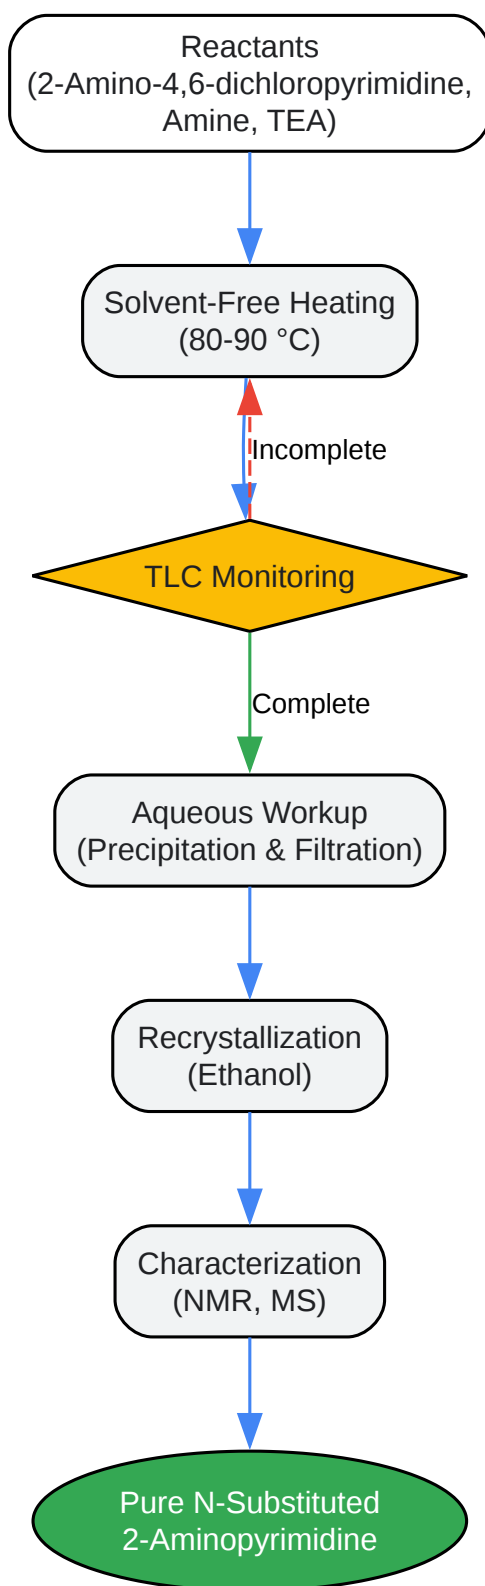 Reactants
(2-Amino-4,6-dichloropyrimidine,
Amine, TEA)
Solvent-Free Heating
(80-90 °C)
Incomplete
TLC Monitoring
Complete
Aqueous Workup
(Precipitation & Filtration)
Recrystallization
(Ethanol)
Characterization
(NMR, MS)
Pure N-Substituted
2-Aminopyrimidine